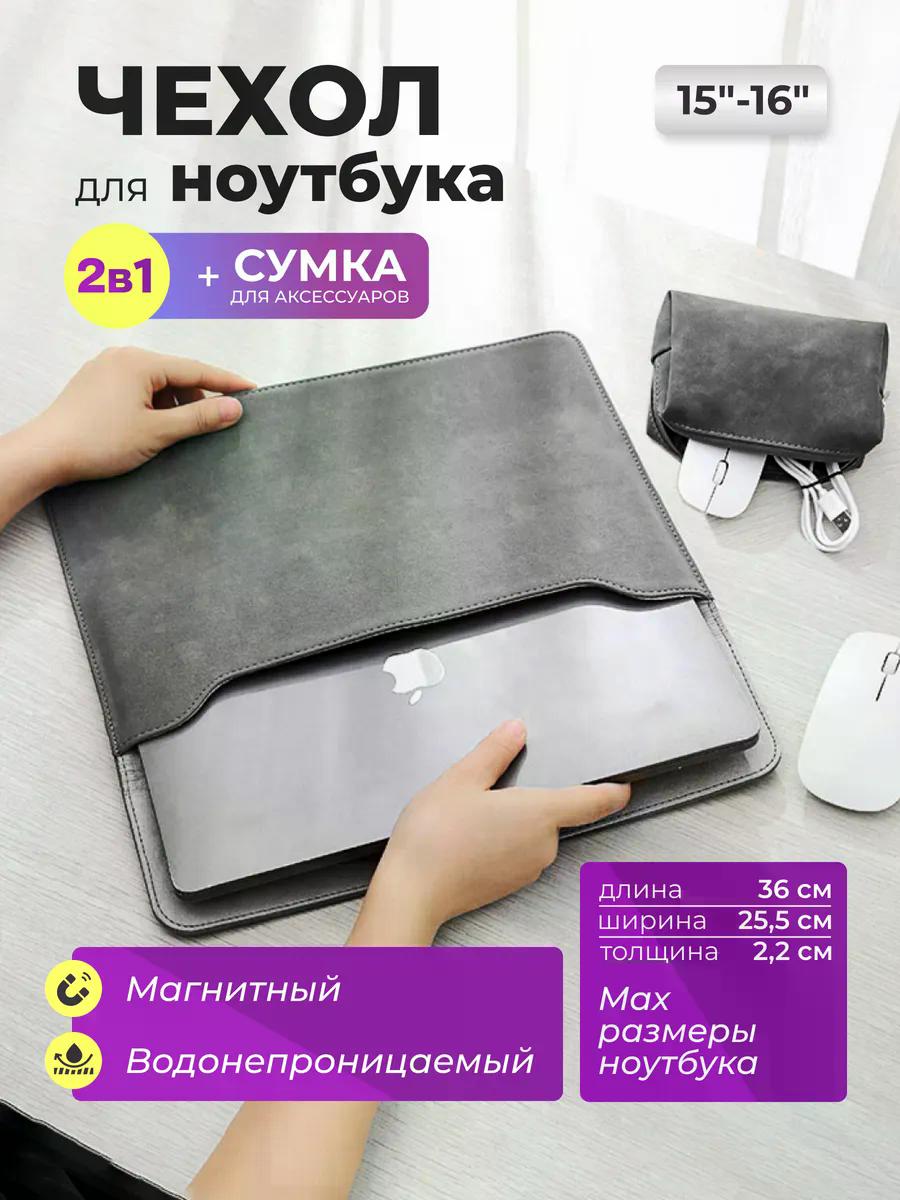 ЧЕХОЛ
для ноутбука
15"-16"
2в1 + СУМКА
ДЛЯ АКСЕССУАРОВ
длина 36 см
ширина 25,5 см
толщина 2,2 см
Max
размеры
ноутбука
Магнитный
Водонепроницаемый